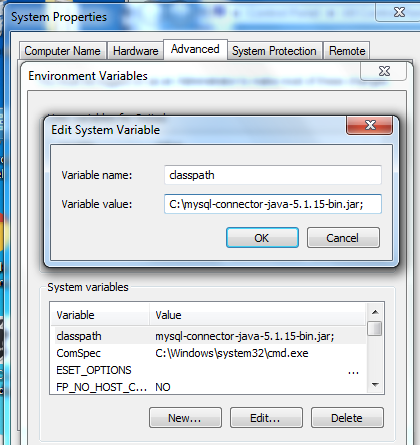 System Properties
Computer Name Hardware Advanced System Protection Remote
Environment Variables
Edit System Variable
Variable name: classpath
Variable value: C:\mysql-connector-java-5.1.15-bin.jar;
OK Cancel
System variables
Variable Value
classpath mysql-connector-java-5.1.15-bin.jar;
ComSpec C:\Windows\system32\cmd.exe
ESET_OPTIONS ...
FP_NO_HOST_C... NO
New... Edit... Delete